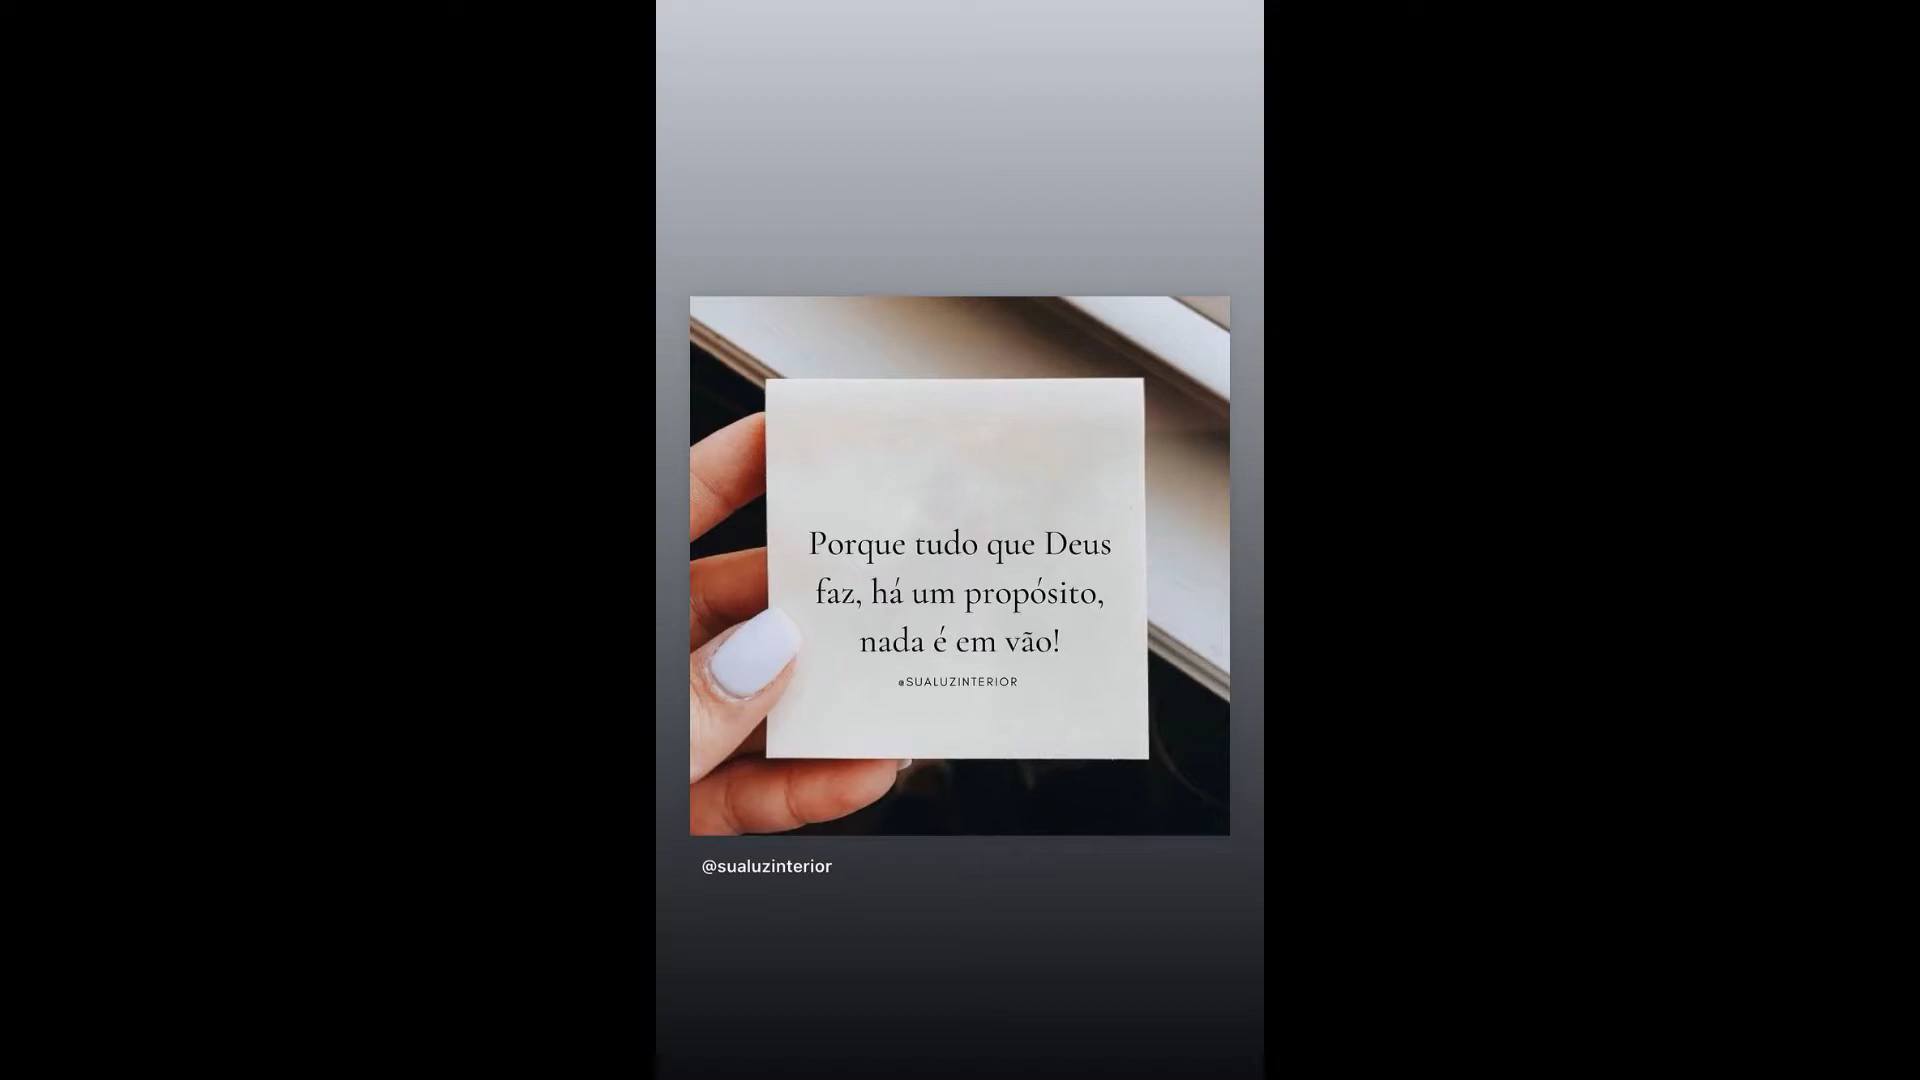 Porque tudo que Deus
faz, há um propósito,
nada é em vão!
@SUALUZINTERIOR
@sualuzinterior